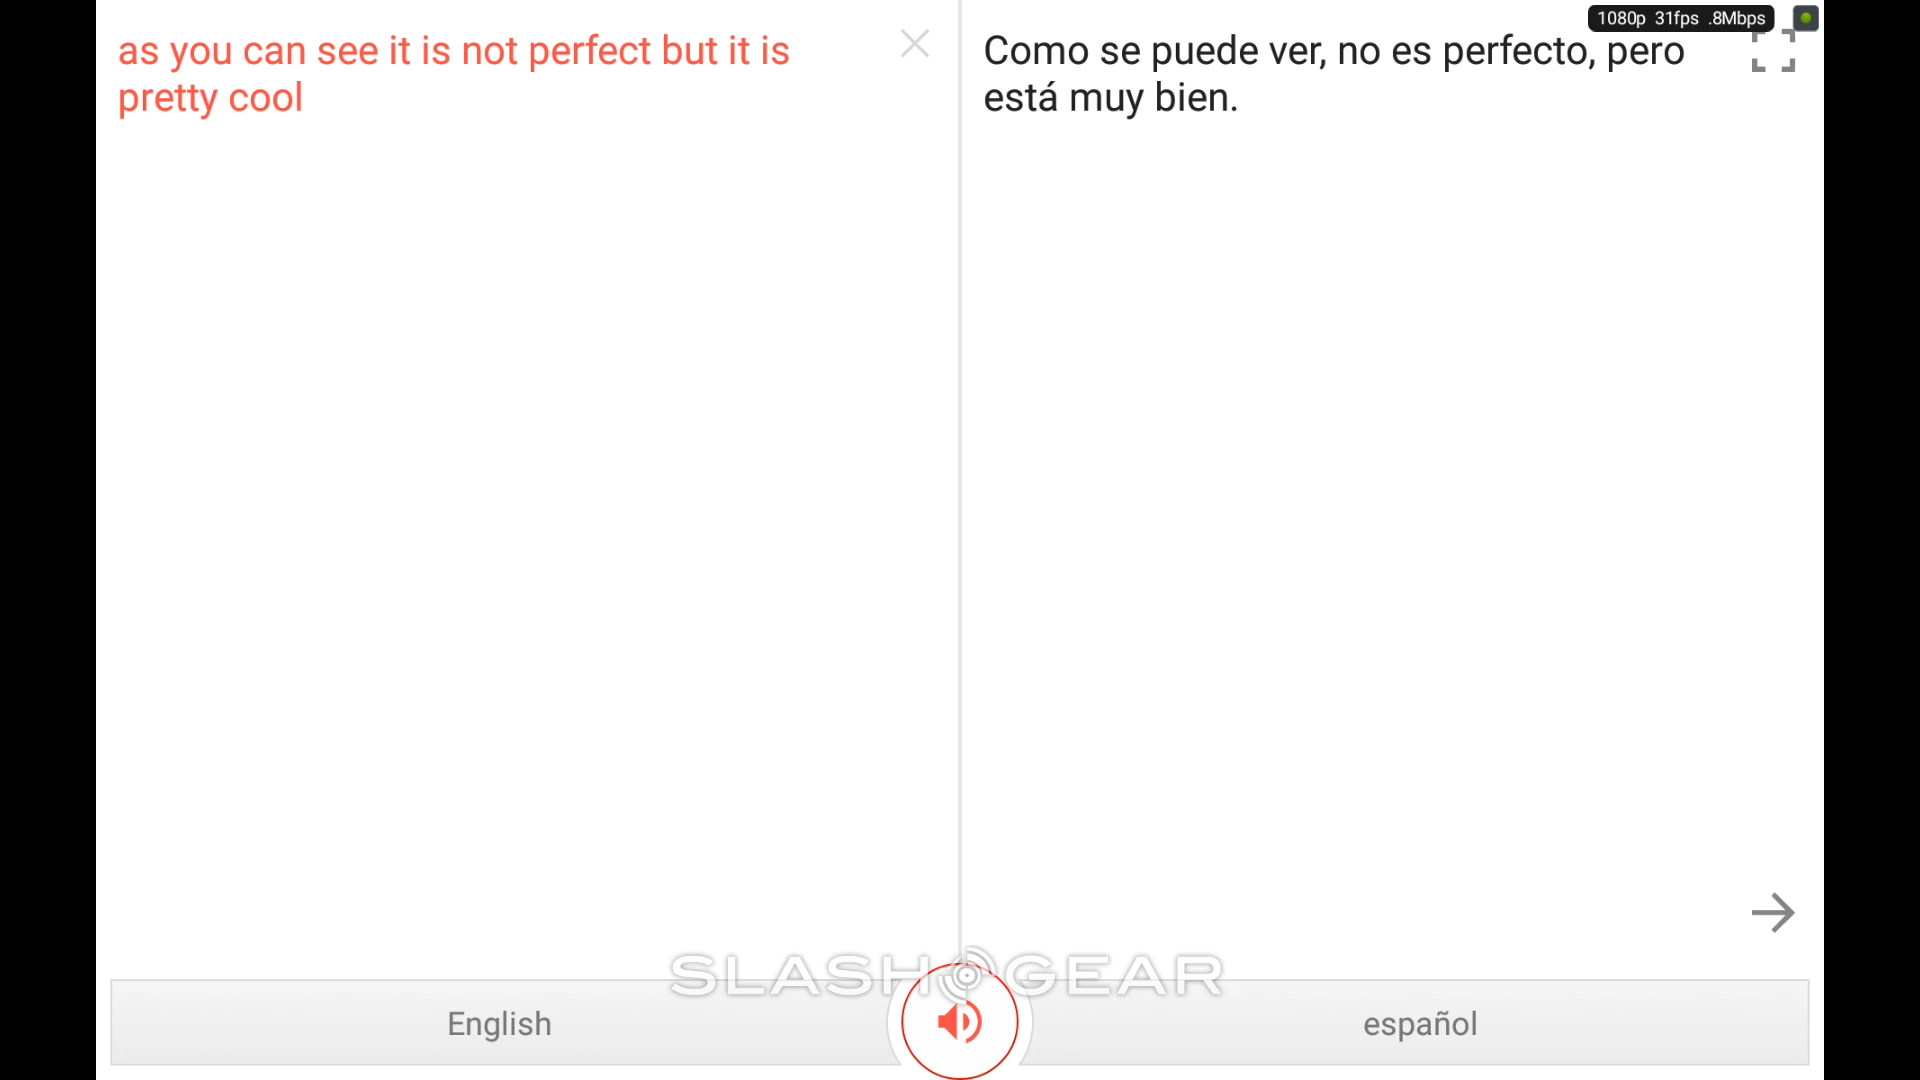 1080p 31fps .8Mbps
as you can see it is not perfect but it is
pretty cool
Como se puede ver, no es perfecto, pero
está muy bien.
SLASHGEAR
English
español